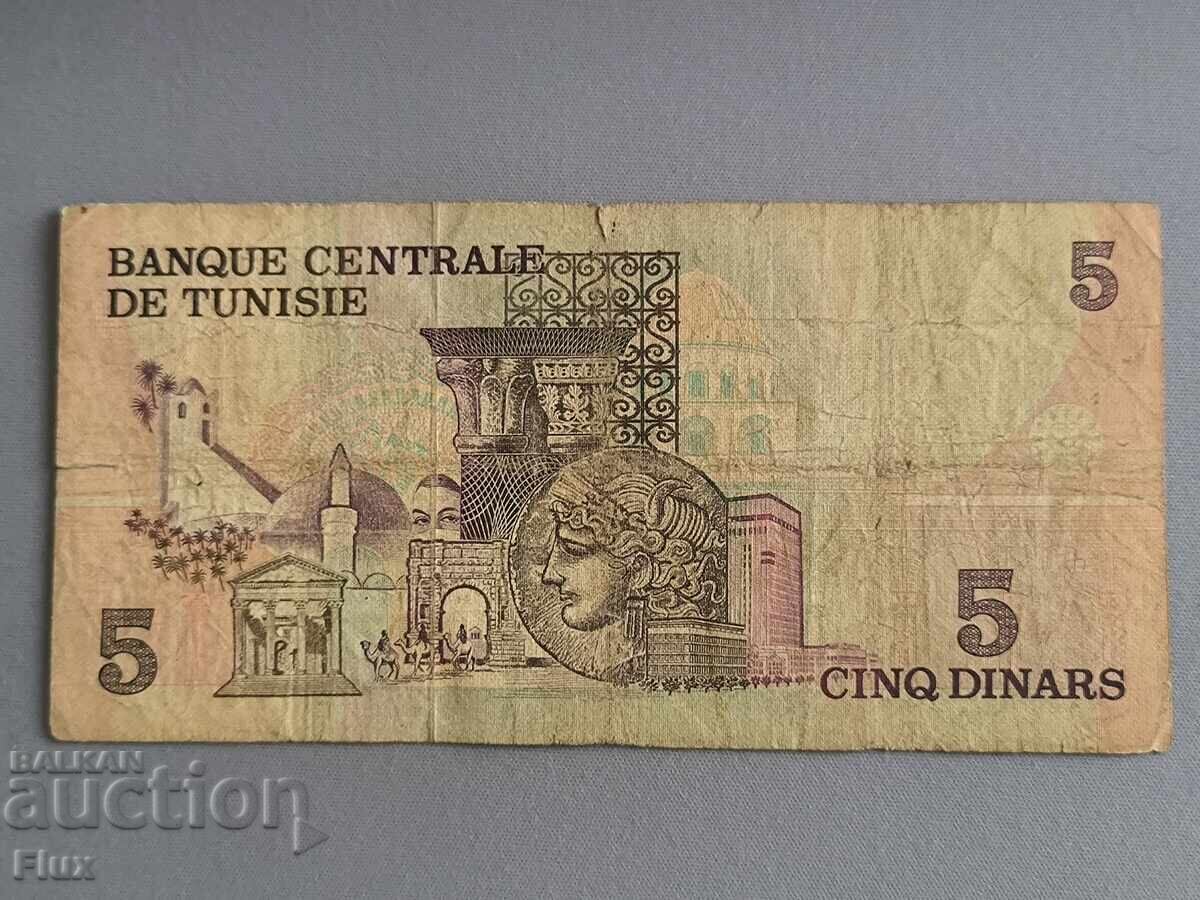 BANQUE CENTRALE
DE TUNISIE
5
5
5
CINQ DINARS
BALKAN
auction
Flux